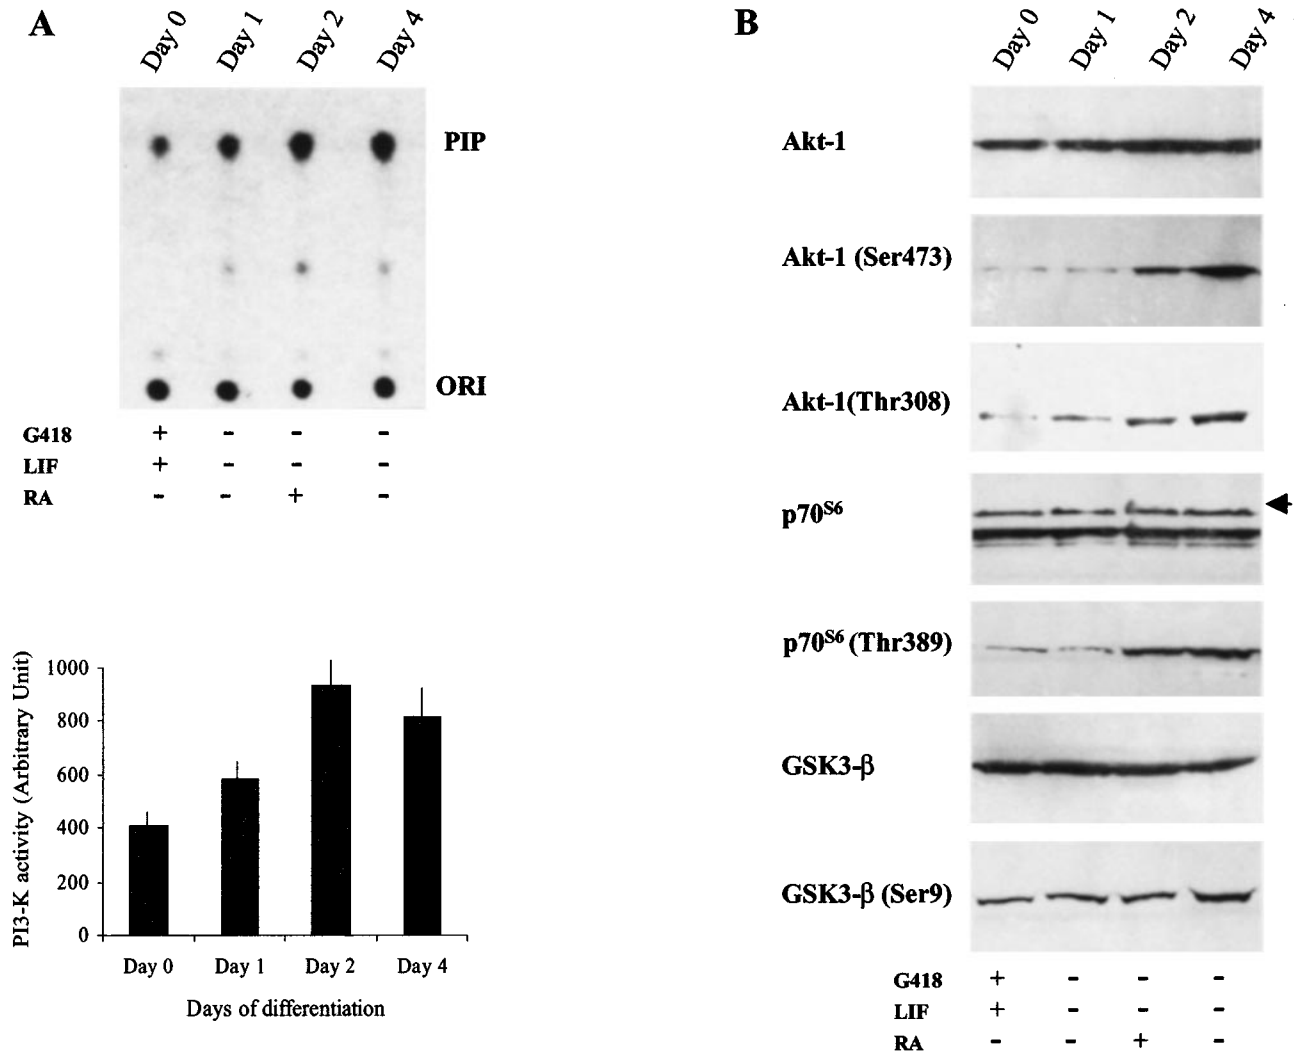 A
Day 0 Day 1 Day 2 Day 4
PIP
ORI
G418 + - - -
LIF + - - -
RA - - + -
PI3-K activity (Arbitrary Unit)
1000
800
600
400
200
0
Day 0 Day 1 Day 2 Day 4
Days of differentiation
B
Day 0 Day 1 Day 2 Day 4
Akt-1
Akt-1 (Ser473)
Akt-1(Thr308)
p70S6
p70S6 (Thr389)
GSK3-β
GSK3-β (Ser9)
G418 + - - -
LIF + - - -
RA - - + -